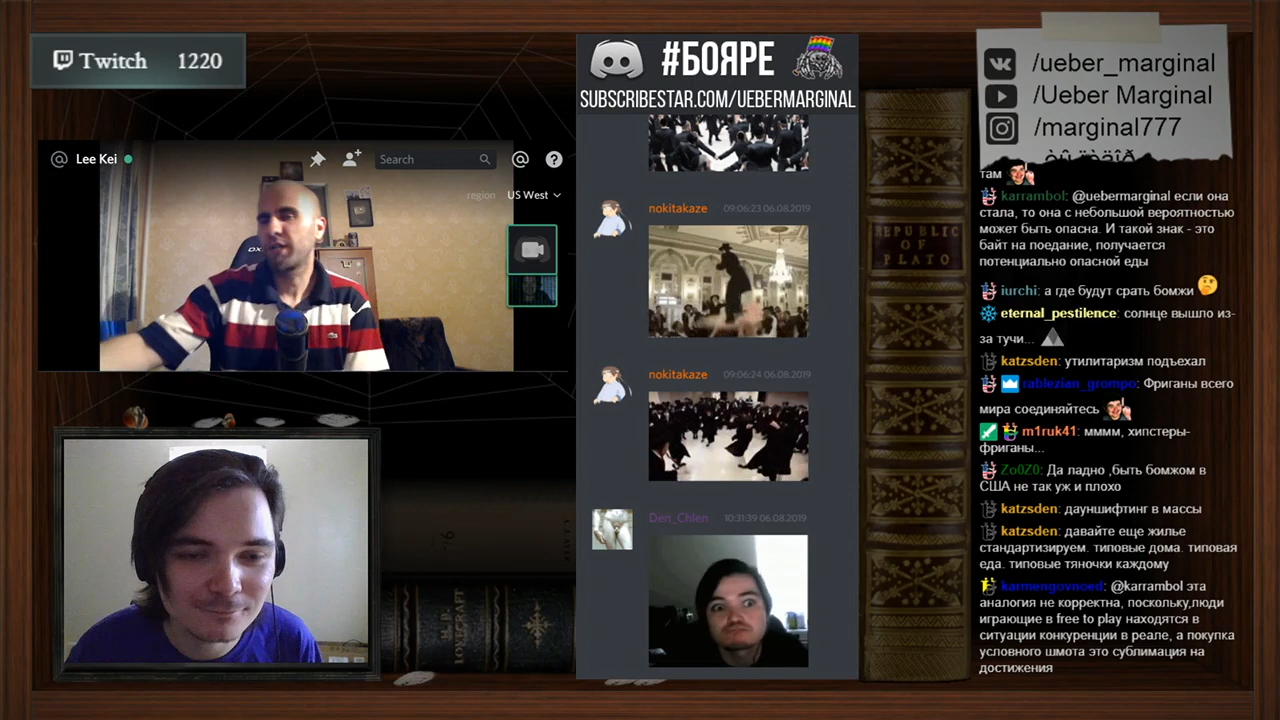 Twitch 1220
Lee Kei
Search
region US West
#БОЯРЕ
SUBSCRIBESTAR.COM/UEBERMARGINAL
nokitakaze 09:06:23 06.08.2019
nokitakaze 09:06:24 06.08.2019
Den_Chlen 10:31:39 06.08.2019
REPUBLIC
OF
PLATO
H. P.
LOVECRAFT
/ueber_marginal
/Ueber Marginal
/marginal777
там
karrambol: @uebermarginal если она
стала, то она с небольшой вероятностью
может быть опасна. И такой знак - это
байт на поедание, получается
потенциально опасной еды
iurchi: а где будут срать бомжи
eternal_pestilence: солнце вышло из-
за тучи...
katzsden: утилитаризм подъехал
rablezian_grompo: Фриганы всего
мира соединяйтесь
m1ruk41: мммм, хипстеры-
фриганы...
Zo0Z0: Да ладно ,быть бомжом в
США не так уж и плохо
katzsden: дауншифтинг в массы
katzsden: давайте еще жилье
стандартизируем. типовые дома. типовая
еда. типовые тяночки каждому
karmengovnoed: @karrambol эта
аналогия не корректна, поскольку,люди
играющие в free to play находятся в
ситуации конкуренции в реале, а покупка
условного шмота это сублимация на
достижения